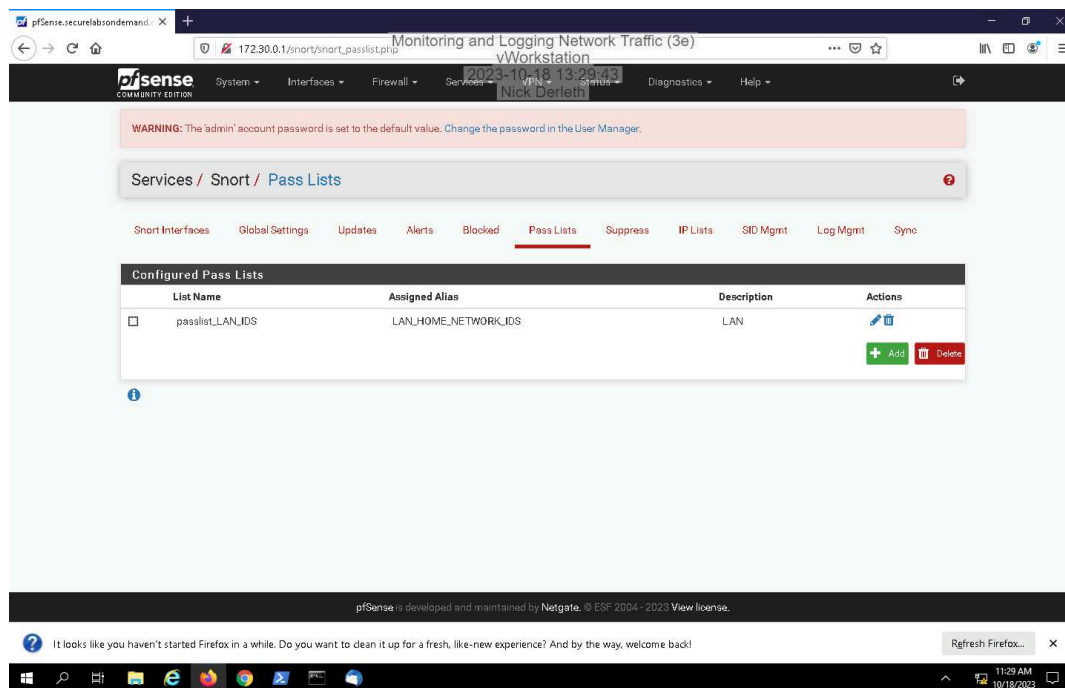 pfSense.securelabsondemand.c
172.30.0.1/snort/snort_passlist.php
Monitoring and Logging Network Traffic (3e)
vWorkstation
2023-10-18 13:29:43
Nick Derleth
pfsense
COMMUNITY EDITION
System
Interfaces
Firewall
Services
VPN
Status
Diagnostics
Help
WARNING: The 'admin' account password is set to the default value. Change the password in the User Manager.
Services / Snort / Pass Lists
Snort Interfaces
Global Settings
Updates
Alerts
Blocked
Pass Lists
Suppress
IP Lists
SID Mgmt
Log Mgmt
Sync
Configured Pass Lists
List Name Assigned Alias Description Actions
passlist_LAN_IDS LAN_HOME_NETWORK_IDS LAN
Add Delete
pfSense is developed and maintained by Netgate. © ESF 2004 - 2023 View license.
It looks like you haven't started Firefox in a while. Do you want to clean it up for a fresh, like-new experience? And by the way, welcome back!
Refresh Firefox...
11:29 AM
10/18/2023